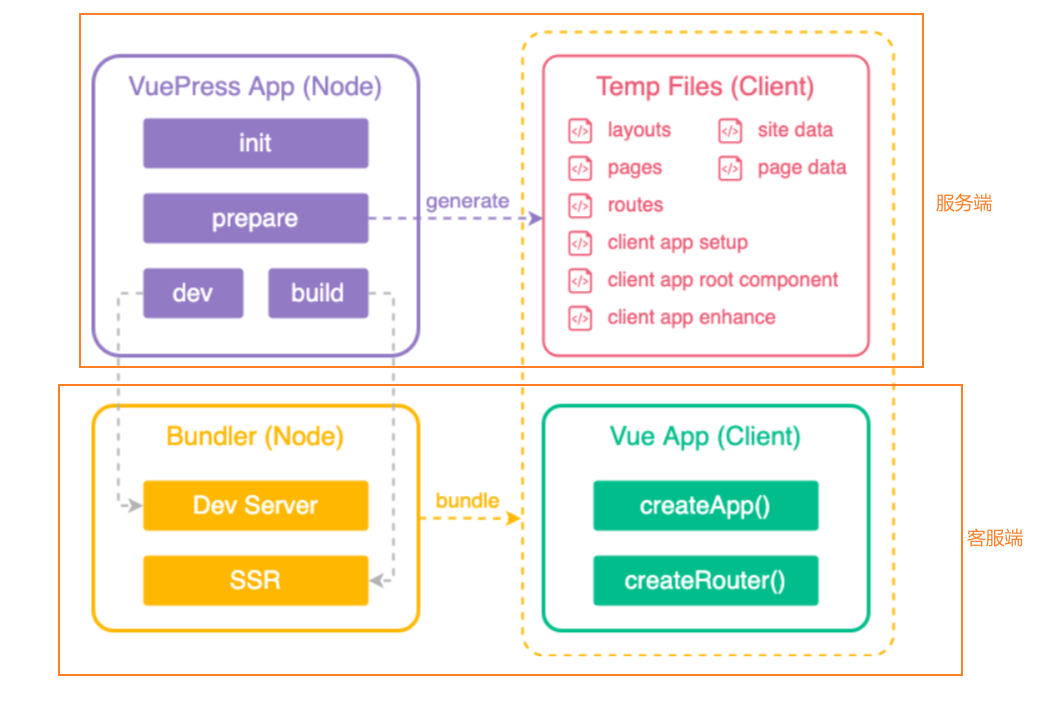 VuePress App (Node)
init
prepare
dev
build
generate
Temp Files (Client)
layouts
site data
pages
page data
routes
client app setup
client app root component
client app enhance
服务端
Bundler (Node)
Dev Server
SSR
bundle
Vue App (Client)
createApp()
createRouter()
客服端